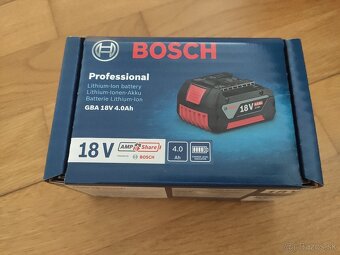 BOSCH
Professional
Lithium-Ion battery
Lithium-Ionen-Akku
Batterie Lithium-Ion
GBA 18V 4.0Ah
18 V
AMP Share
BOSCH
4.0
Ah